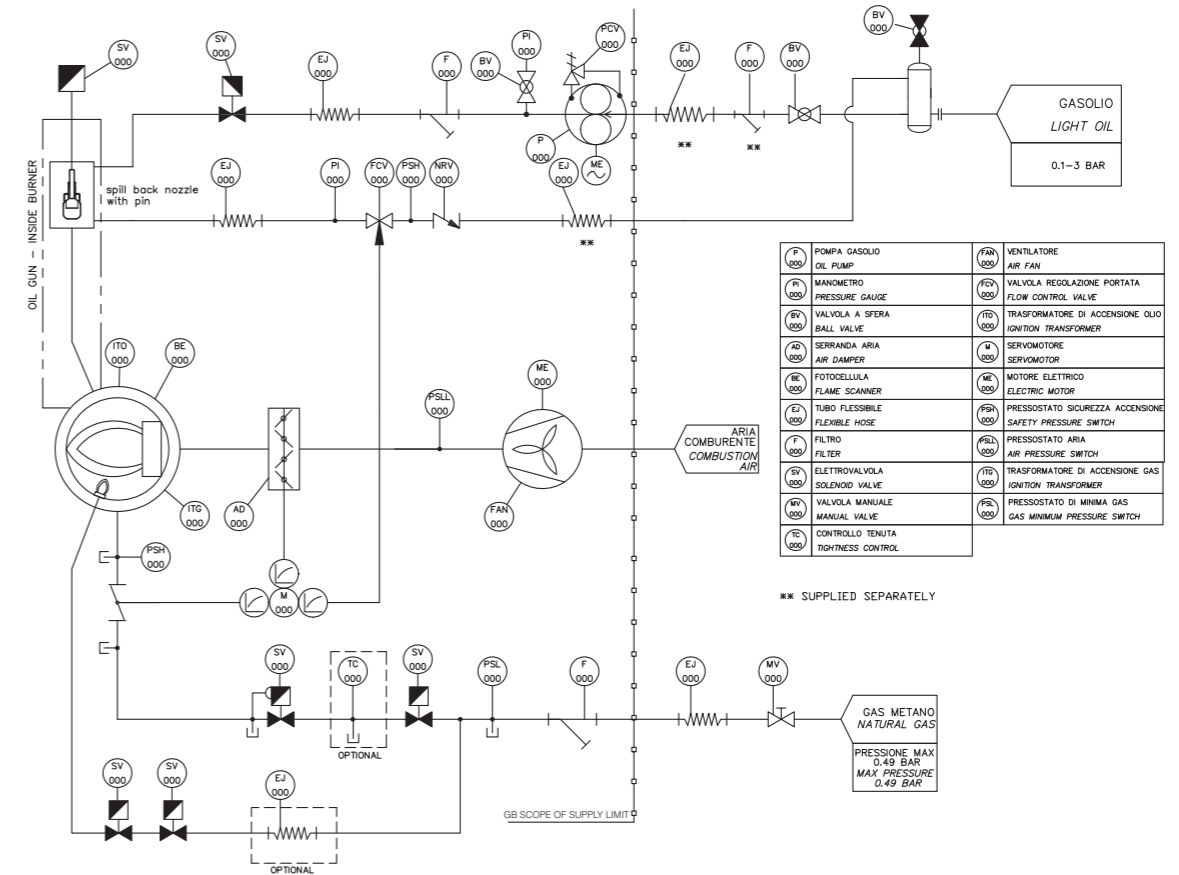 SV
000
SV
000
EJ
000
F
000
BV
000
PI
000
PCV
000
EJ
000
F
000
BV
000
BV
000
P
000
ME
**
**
GASOLIO
LIGHT OIL
0.1-3 BAR
OIL GUN - INSIDE BURNER
spill back nozzle
with pin
EJ
000
PI
000
FCV
000
PSH
000
NRV
000
EJ
000
**
ITO
000
BE
000
PSLL
000
ME
000
ARIA
COMBURENTE
COMBUSTION
AIR
ITG
000
AD
000
FAN
000
PSH
000
M
000
P
000
POMPA GASOLIO
OIL PUMP
FAN
000
VENTILATORE
AIR FAN
PI
000
MANOMETRO
PRESSURE GAUGE
FCV
000
VALVOLA REGOLAZIONE PORTATA
FLOW CONTROL VALVE
BV
000
VALVOLA A SFERA
BALL VALVE
ITO
000
TRASFORMATORE DI ACCENSIONE OLIO
IGNITION TRANSFORMER
AD
000
SERRANDA ARIA
AIR DAMPER
M
000
SERVOMOTORE
SERVOMOTOR
BE
000
FOTOCELLULA
FLAME SCANNER
ME
000
MOTORE ELETTRICO
ELECTRIC MOTOR
EJ
000
TUBO FLESSIBILE
FLEXIBLE HOSE
PSH
000
PRESSOSTATO SICUREZZA ACCENSIONE
SAFETY PRESSURE SWITCH
F
000
FILTRO
FILTER
PSLL
000
PRESSOSTATO ARIA
AIR PRESSURE SWITCH
SV
000
ELETTROVALVOLA
SOLENOID VALVE
ITG
000
TRASFORMATORE DI ACCENSIONE GAS
IGNITION TRANSFORMER
MV
000
VALVOLA MANUALE
MANUAL VALVE
PSL
000
PRESSOSTATO DI MINIMA GAS
GAS MINIMUM PRESSURE SWITCH
TC
000
CONTROLLO TENUTA
TIGHTNESS CONTROL
** SUPPLIED SEPARATELY
SV
000
TC
000
SV
000
PSL
000
F
000
EJ
000
MV
000
OPTIONAL
GAS METANO
NATURAL GAS
PRESSIONE MAX
0.49 BAR
MAX PRESSURE
0.49 BAR
SV
000
SV
000
EJ
000
OPTIONAL
GB SCOPE OF SUPPLY LIMIT